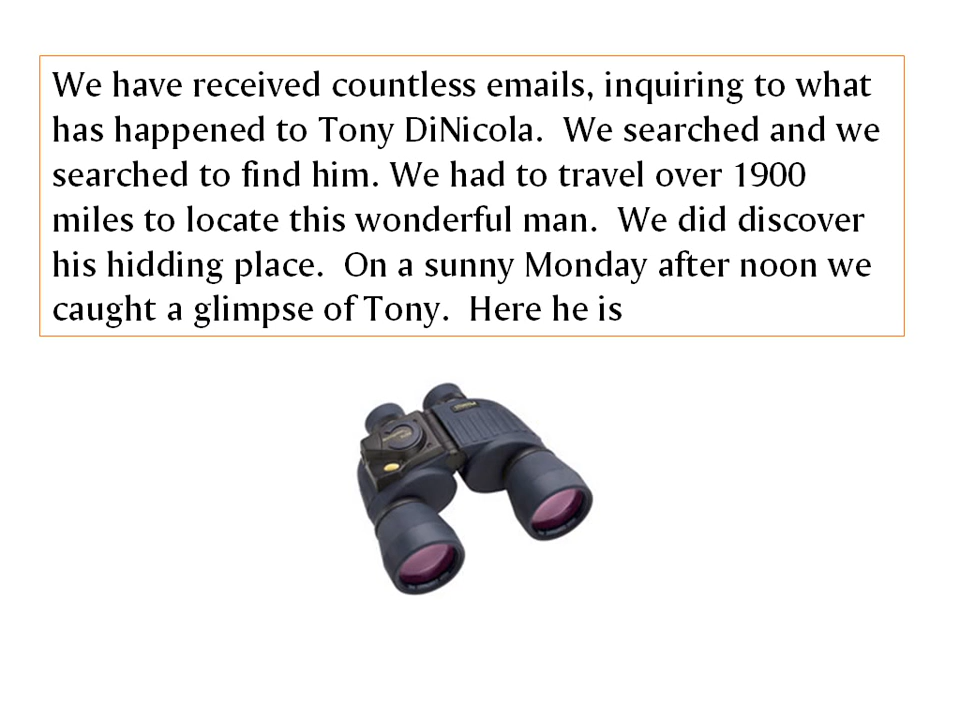 We have received countless emails, inquiring to what
has happened to Tony DiNicola.  We searched and we
searched to find him. We had to travel over 1900
miles to locate this wonderful man.  We did discover
his hidding place.  On a sunny Monday after noon we
caught a glimpse of Tony.  Here he is